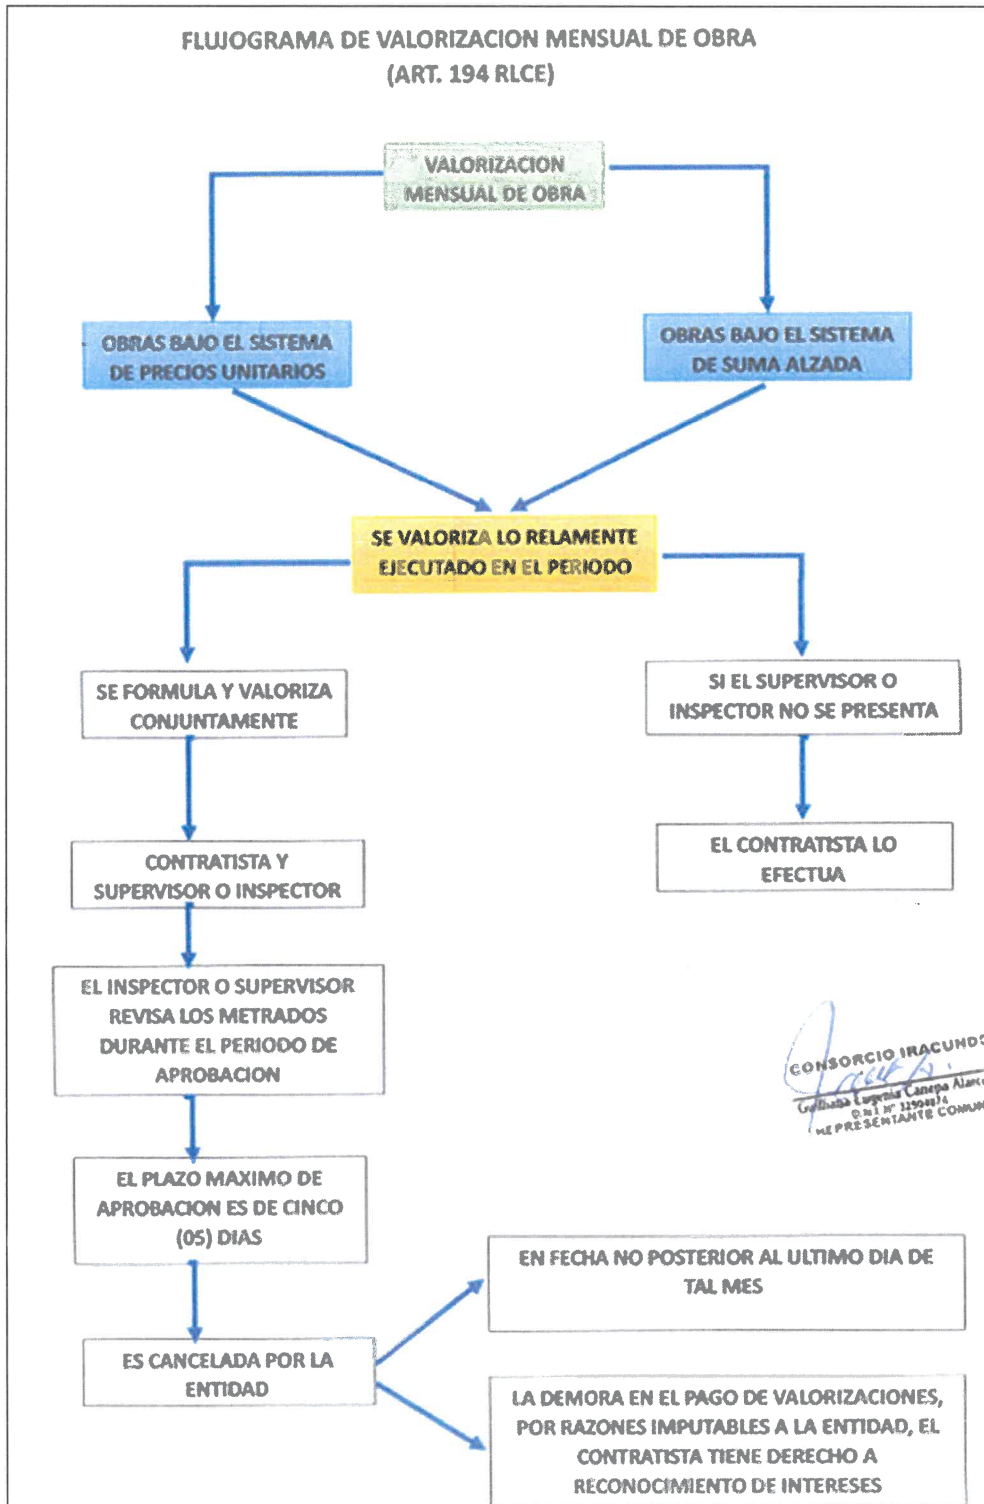 FLUJOGRAMA DE VALORIZACION MENSUAL DE OBRA
(ART. 194 RLCE)
VALORIZACION
MENSUAL DE OBRA
OBRAS BAJO EL SISTEMA
DE PRECIOS UNITARIOS
OBRAS BAJO EL SISTEMA
DE SUMA ALZADA
SE VALORIZA LO RELAMENTE
EJECUTADO EN EL PERIODO
SE FORMULA Y VALORIZA
CONJUNTAMENTE
SI EL SUPERVISOR O
INSPECTOR NO SE PRESENTA
CONTRATISTA Y
SUPERVISOR O INSPECTOR
EL CONTRATISTA LO
EFECTUA
EL INSPECTOR O SUPERVISOR
REVISA LOS METRADOS
DURANTE EL PERIODO DE
APROBACION
CONSORCIO IRACUNDO
Eugenia Canepa
REPRESENTANTE COMUN
EL PLAZO MAXIMO DE
APROBACION ES DE CINCO
(05) DIAS
EN FECHA NO POSTERIOR AL ULTIMO DIA DE
TAL MES
ES CANCELADA POR LA
ENTIDAD
LA DEMORA EN EL PAGO DE VALORIZACIONES,
POR RAZONES IMPUTABLES A LA ENTIDAD, EL
CONTRATISTA TIENE DERECHO A
RECONOCIMIENTO DE INTERESES